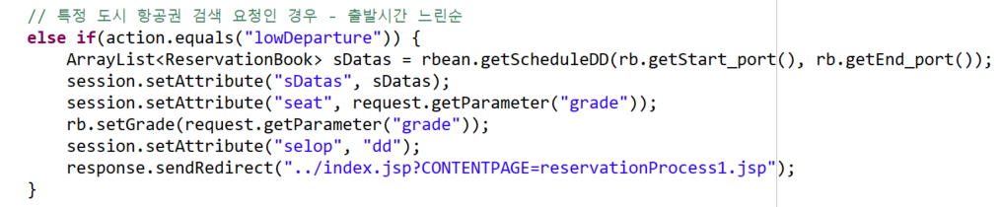 // 특정 도시 항공권 검색 요청인 경우 - 출발시간 느린순
else if(action.equals("lowDeparture")) {
ArrayList<ReservationBook> sDatas = rbean.getScheduleDD(rb.getStart_port(), rb.getEnd_port());
session.setAttribute("sDatas", sDatas);
session.setAttribute("seat", request.getParameter("grade"));
rb.setGrade(request.getParameter("grade"));
session.setAttribute("selop", "dd");
response.sendRedirect("../index.jsp?CONTENTPAGE=reservationProcess1.jsp");
}